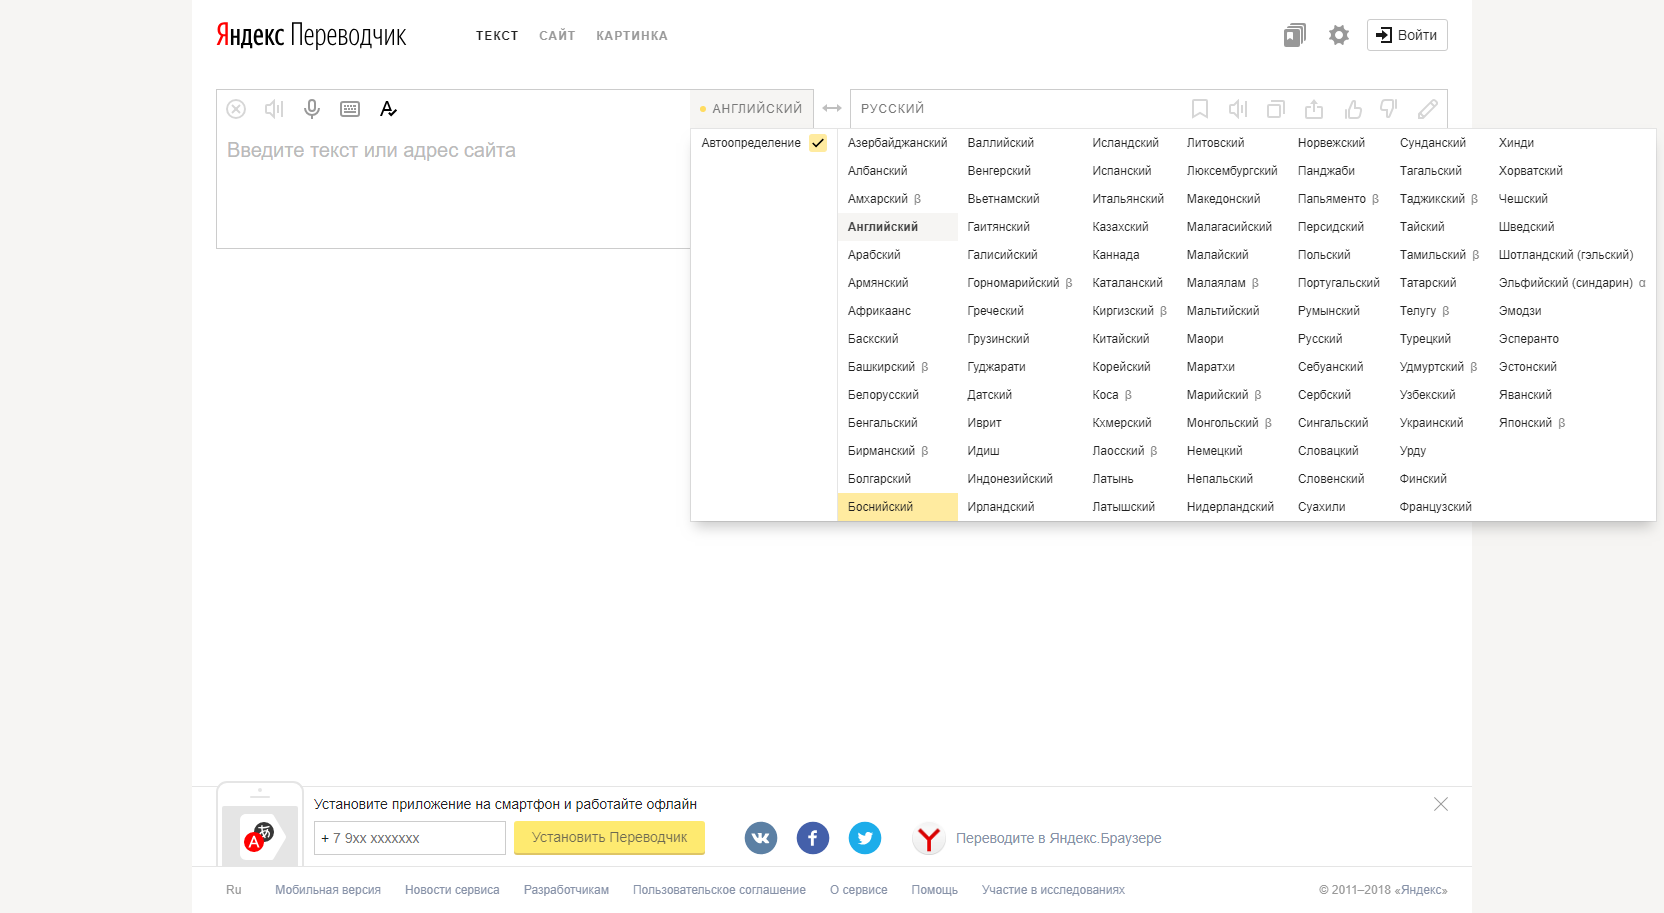 Яндекс Переводчик
ТЕКСТ САЙТ КАРТИНКА
Войти
АНГЛИЙСКИЙ
РУССКИЙ
Введите текст или адрес сайта
Автоопределение
Азербайджанский Валлийский Исландский Литовский Норвежский Сунданский Хинди
Албанский Венгерский Испанский Люксембургский Панджаби Тагальский Хорватский
Амхарский β Вьетнамский Итальянский Македонский Папьяменто β Таджикский β Чешский
Английский Гаитянский Казахский Малагасийский Персидский Тайский Шведский
Арабский Галисийский Каннада Малайский Польский Тамильский β Шотландский (гэльский)
Армянский Горномарийский β Каталанский Малаялам β Португальский Татарский Эльфийский (синдарин) α
Африкаанс Греческий Киргизский β Мальтийский Румынский Телугу β Эмодзи
Баскский Грузинский Китайский Маори Русский Турецкий Эсперанто
Башкирский β Гуджарати Корейский Маратхи Себуанский Удмуртский β Эстонский
Белорусский Датский Коса β Марийский β Сербский Узбекский Яванский
Бенгальский Иврит Кхмерский Монгольский β Сингальский Украинский Японский β
Бирманский β Идиш Лаосский β Немецкий Словацкий Урду
Болгарский Индонезийский Латынь Непальский Словенский Финский
Боснийский Ирландский Латышский Нидерландский Суахили Французский
Установите приложение на смартфон и работайте офлайн
+ 7 9xx xxxxxxx
Установить Переводчик
Переводите в Яндекс.Браузере
Ru Мобильная версия Новости сервиса Разработчикам Пользовательское соглашение О сервисе Помощь Участие в исследованиях © 2011–2018 «Яндекс»